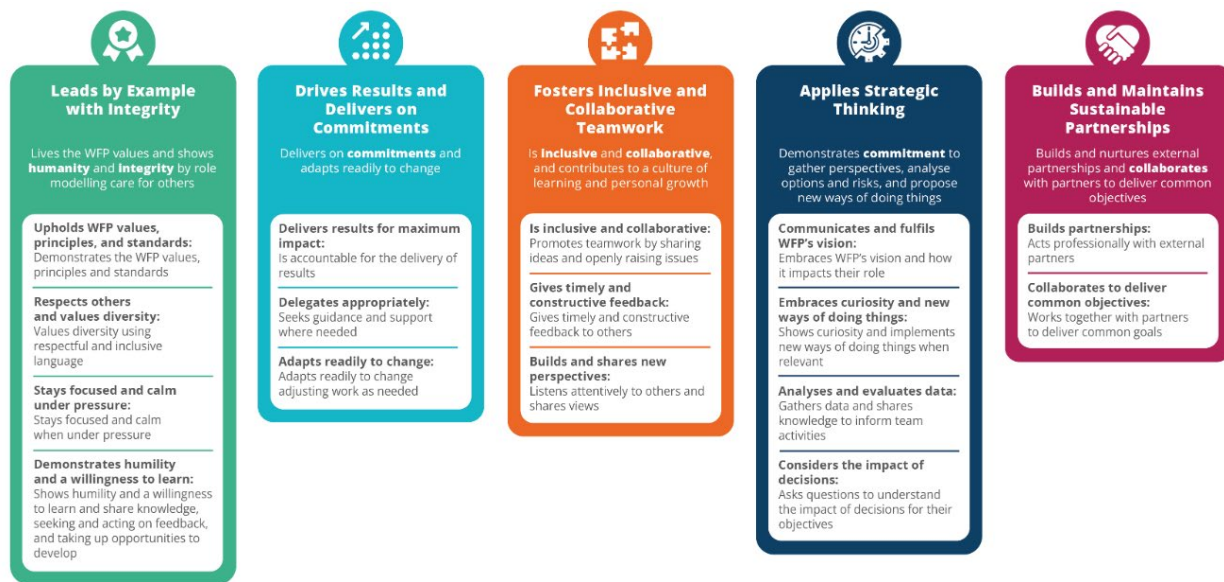 Leads by Example
with Integrity
Lives the WFP values and shows
humanity and integrity by role
modelling care for others
Upholds WFP values,
principles, and standards:
Demonstrates the WFP values,
principles and standards
Respects others
and values diversity:
Values diversity using
respectful and inclusive
language
Stays focused and calm
under pressure:
Stays focused and calm
when under pressure
Demonstrates humility
and a willingness to learn:
Shows humility and a willingness
to learn and share knowledge,
seeking and acting on feedback,
and taking up opportunities to
develop
Drives Results and
Delivers on
Commitments
Delivers on commitments and
adapts readily to change
Delivers results for maximum
impact:
Is accountable for the delivery of
results
Delegates appropriately:
Seeks guidance and support
where needed
Adapts readily to change:
Adapts readily to change
adjusting work as needed
Fosters Inclusive and
Collaborative
Teamwork
Is inclusive and collaborative,
and contributes to a culture of
learning and personal growth
Is inclusive and collaborative:
Promotes teamwork by sharing
ideas and openly raising issues
Gives timely and
constructive feedback:
Gives timely and constructive
feedback to others
Builds and shares new
perspectives:
Listens attentively to others and
shares views
Applies Strategic
Thinking
Demonstrates commitment to
gather perspectives, analyse
options and risks, and propose
new ways of doing things
Communicates and fulfils
WFP's vision:
Embraces WFP's vision and how
it impacts their role
Embraces curiosity and new
ways of doing things:
Shows curiosity and implements
new ways of doing things when
relevant
Analyses and evaluates data:
Gathers data and shares
knowledge to inform team
activities
Considers the impact of
decisions:
Asks questions to understand
the impact of decisions for their
objectives
Builds and Maintains
Sustainable
Partnerships
Builds and nurtures external
partnerships and collaborates
with partners to deliver common
objectives
Builds partnerships:
Acts professionally with external
partners
Collaborates to deliver
common objectives:
Works together with partners
to deliver common goals